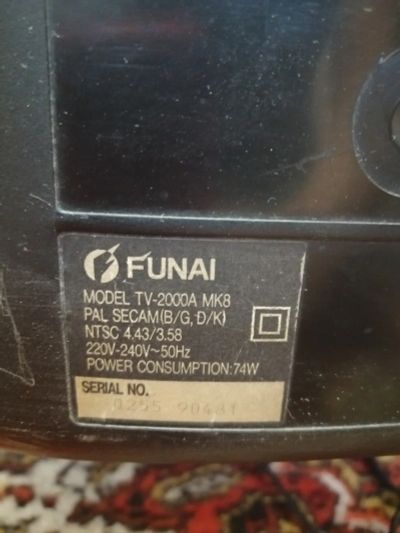 FUNAI
MODEL TV-2000A MK8
PAL SECAM(B/G, D/K)
NTSC 4.43/3.58
220V-240V~50Hz
POWER CONSUMPTION:74W
SERIAL NO.